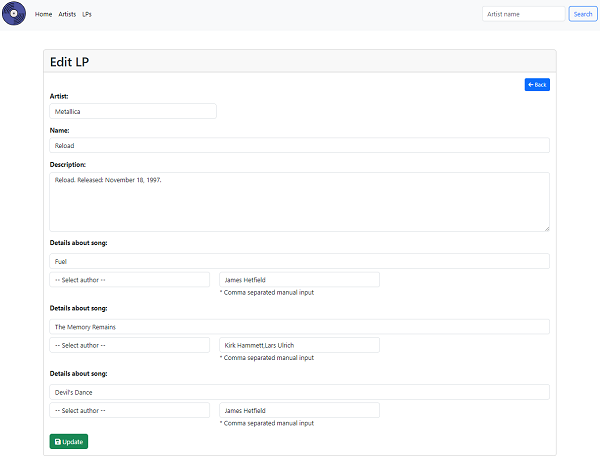 Home Artists LPs Artist name Search
Edit LP
Back
Artist:
Metallica
Name:
Reload
Description:
Reload. Released: November 18, 1997.
Details about song:
Fuel
-- Select author -- James Hetfield
* Comma separated manual input
Details about song:
The Memory Remains
-- Select author -- Kirk Hammett,Lars Ulrich
* Comma separated manual input
Details about song:
Devil's Dance
-- Select author -- James Hetfield
* Comma separated manual input
Update